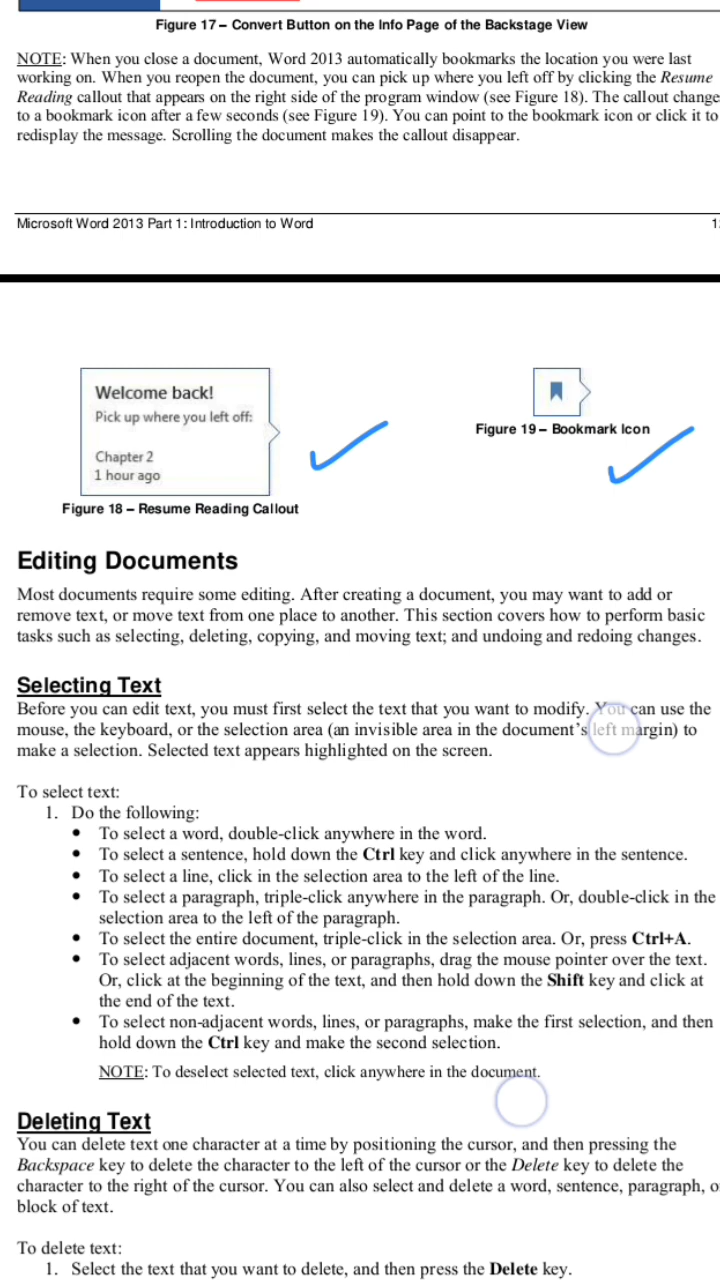 Figure 17 – Convert Button on the Info Page of the Backstage View
NOTE: When you close a document, Word 2013 automatically bookmarks the location you were last
working on. When you reopen the document, you can pick up where you left off by clicking the Resume
Reading callout that appears on the right side of the program window (see Figure 18). The callout change
to a bookmark icon after a few seconds (see Figure 19). You can point to the bookmark icon or click it to
redisplay the message. Scrolling the document makes the callout disappear.
Microsoft Word 2013 Part 1: Introduction to Word
Welcome back!
Pick up where you left off:
Chapter 2
1 hour ago
Figure 18 – Resume Reading Callout
Figure 19 – Bookmark Icon
Editing Documents
Most documents require some editing. After creating a document, you may want to add or
remove text, or move text from one place to another. This section covers how to perform basic
tasks such as selecting, deleting, copying, and moving text; and undoing and redoing changes.
Selecting Text
Before you can edit text, you must first select the text that you want to modify. You can use the
mouse, the keyboard, or the selection area (an invisible area in the document’s left margin) to
make a selection. Selected text appears highlighted on the screen.
To select text:
1. Do the following:
• To select a word, double-click anywhere in the word.
• To select a sentence, hold down the Ctrl key and click anywhere in the sentence.
• To select a line, click in the selection area to the left of the line.
• To select a paragraph, triple-click anywhere in the paragraph. Or, double-click in the
selection area to the left of the paragraph.
• To select the entire document, triple-click in the selection area. Or, press Ctrl+A.
• To select adjacent words, lines, or paragraphs, drag the mouse pointer over the text.
Or, click at the beginning of the text, and then hold down the Shift key and click at
the end of the text.
• To select non-adjacent words, lines, or paragraphs, make the first selection, and then
hold down the Ctrl key and make the second selection.
NOTE: To deselect selected text, click anywhere in the document.
Deleting Text
You can delete text one character at a time by positioning the cursor, and then pressing the
Backspace key to delete the character to the left of the cursor or the Delete key to delete the
character to the right of the cursor. You can also select and delete a word, sentence, paragraph, o
block of text.
To delete text:
1. Select the text that you want to delete, and then press the Delete key.